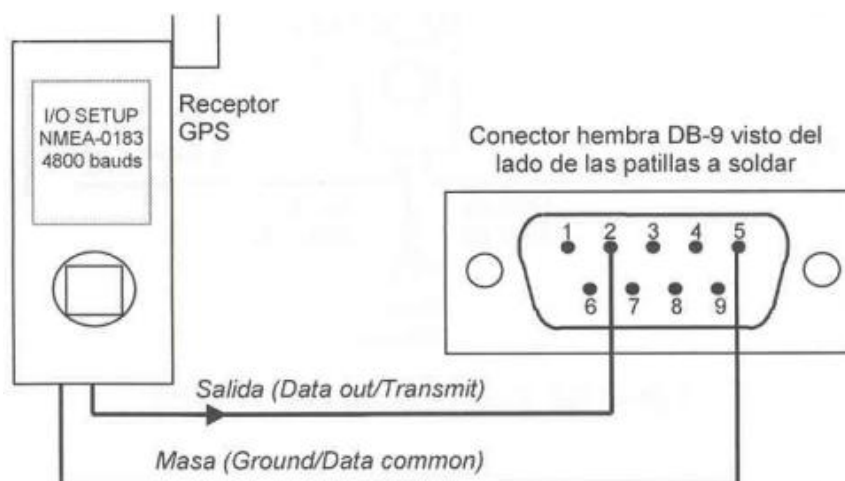 I/O SETUP
NMEA-0183
4800 bauds
Receptor
GPS
Conector hembra DB-9 visto del
lado de las patillas a soldar
1 2 3 4 5
6 7 8 9
Salida (Data out/Transmit)
Masa (Ground/Data common)